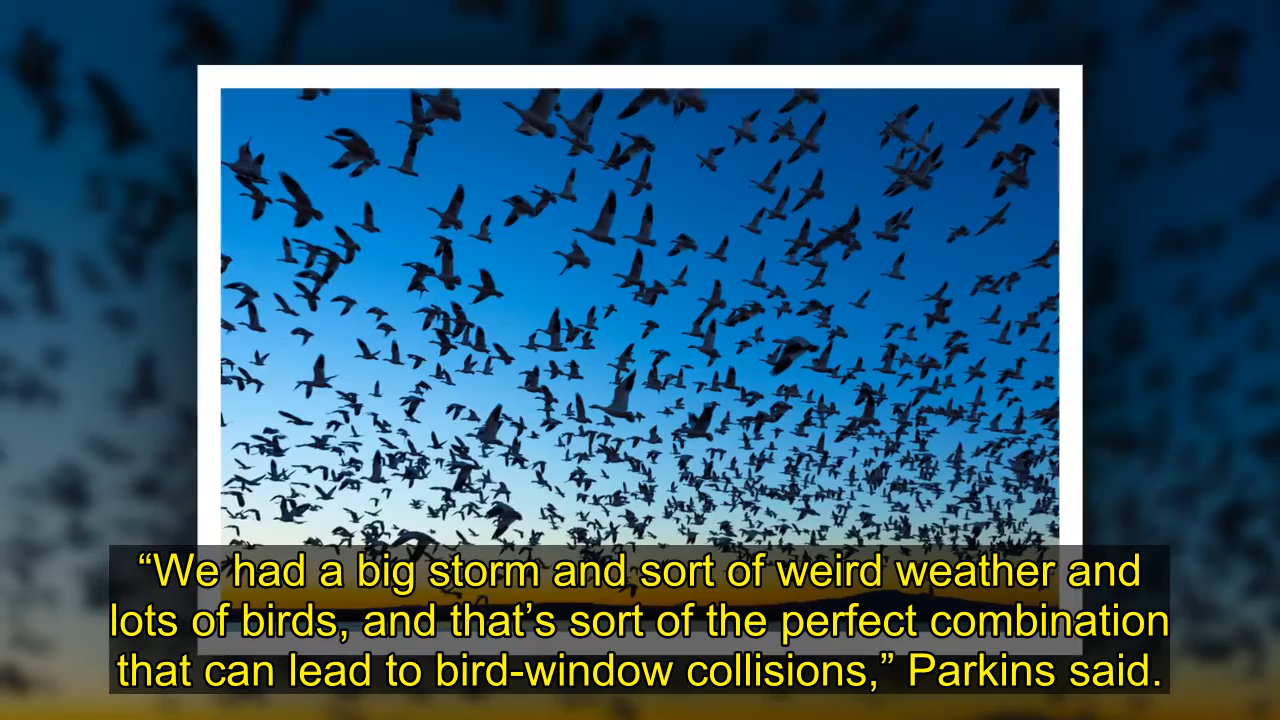 “We had a big storm and sort of weird weather and
lots of birds, and that’s sort of the perfect combination
that can lead to bird-window collisions,” Parkins said.